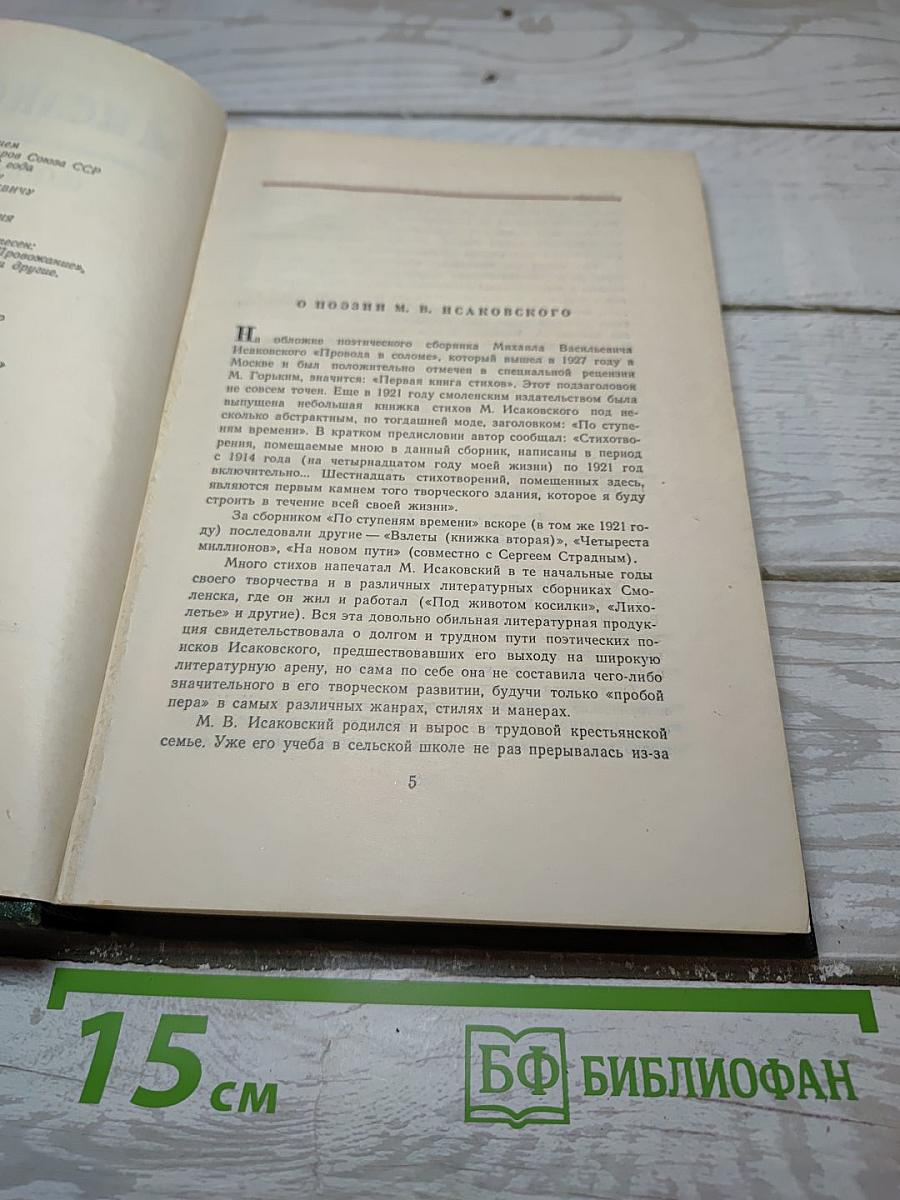 нем
ров Союза ССР
года
вичу
ния
песен:
Провожание»,
и другие.
О ПОЭЗИИ М. В. ИСАКОВСКОГО
На обложке поэтического сборника Михаила Васильевича
Исаковского «Провода в соломе», который вышел в 1927 году в
Москве и был положительно отмечен в специальной рецензии
М. Горьким, значится: «Первая книга стихов». Этот подзаголовок
не совсем точен. Еще в 1921 году смоленским издательством была
выпущена небольшая книжка стихов М. Исаковского под не-
сколько абстрактным, по тогдашней моде, заголовком: «По ступе-
ням времени». В кратком предисловии автор сообщал: «Стихотво-
рения, помещаемые мною в данный сборник, написаны в период
с 1914 года (на четырнадцатом году моей жизни) по 1921 год
включительно... Шестнадцать стихотворений, помещенных здесь,
являются первым камнем того творческого здания, которое я буду
строить в течение всей своей жизни».
За сборником «По ступеням времени» вскоре (в том же 1921 го-
ду) последовали другие — «Взлеты (книжка вторая)», «Четыреста
миллионов», «На новом пути» (совместно с Сергеем Страдным).
Много стихов напечатал М. Исаковский в те начальные годы
своего творчества и в различных литературных сборниках Смо-
ленска, где он жил и работал («Под животом косилки», «Лихо-
летье» и другие). Вся эта довольно обильная литературная продук-
ция свидетельствовала о долгом и трудном пути поэтических по-
исков Исаковского, предшествовавших его выходу на широкую
литературную арену, но сама по себе она не составила чего-либо
значительного в его творческом развитии, будучи только «пробой
пера» в самых различных жанрах, стилях и манерах.
М. В. Исаковский родился и вырос в трудовой крестьянской
семье. Уже его учеба в сельской школе не раз прерывалась из-за
5
15 см
БФ БИБЛИОФАН